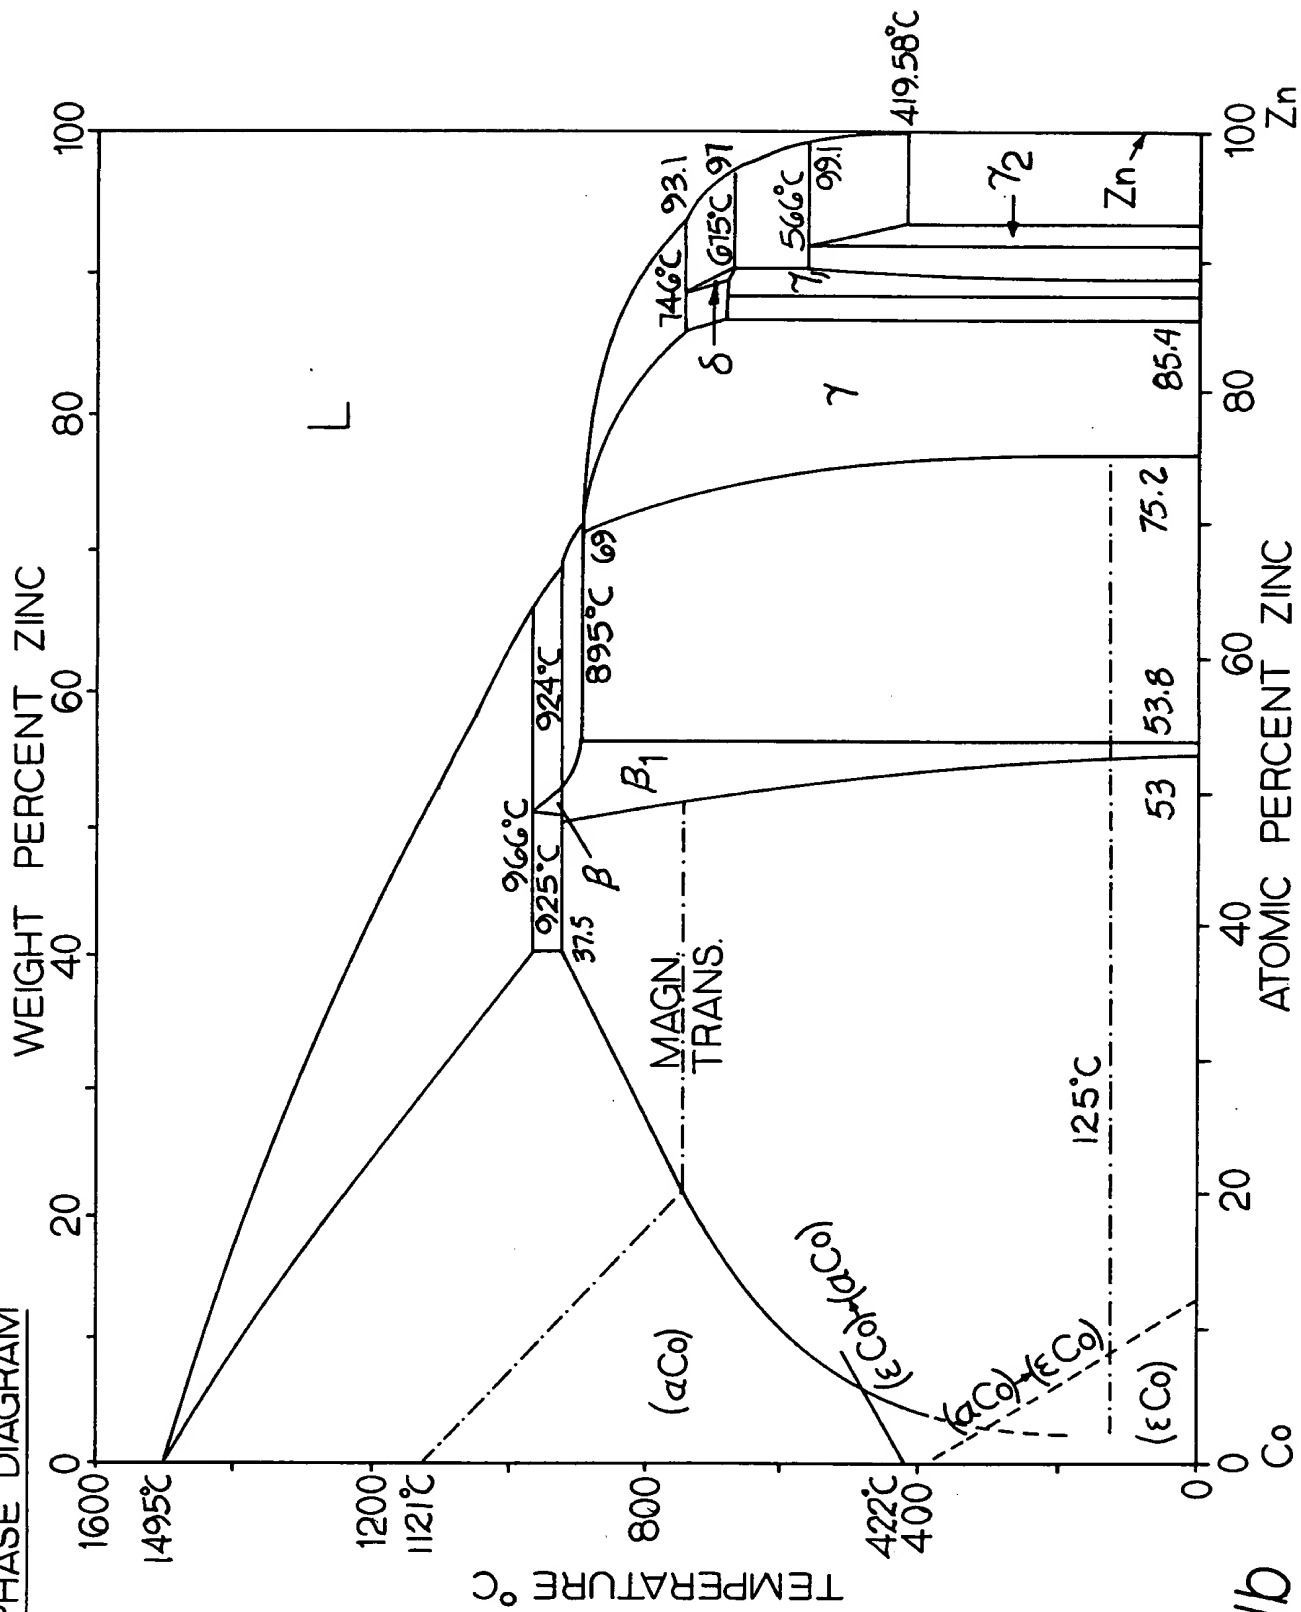 PHASE DIAGRAM
WEIGHT PERCENT ZINC
0 20 40 60 80 100
TEMPERATURE °C
1600
1495°C
1200
1121°C
800
422°C
400
0
L
966°C
925°C
924°C
37.5
β
β1
895°C 69
746°C 93.1
675°C 97
δ
566°C
99.1
γ1
γ
419.58°C
γ2
Zn
MAGN.
TRANS.
(αCo)
(εCo)→(αCo)
(αCo)→(εCo)
(εCo)
125°C
53 53.8 75.2 85.4
0 20 40 60 80 100
Co Zn
ATOMIC PERCENT ZINC